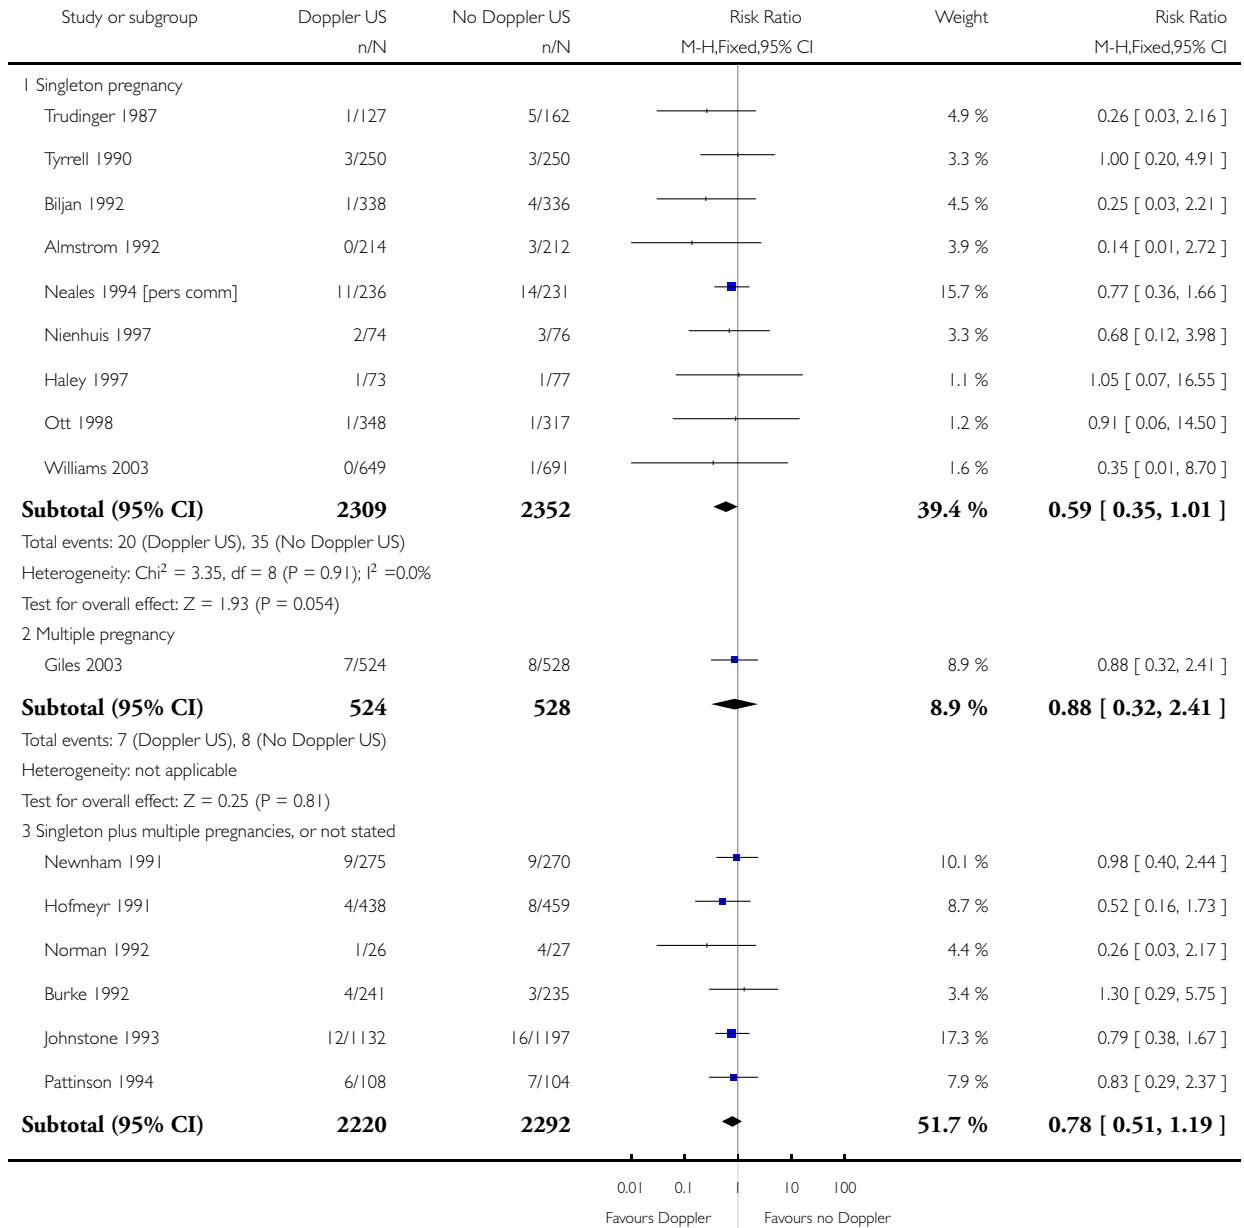 Study or subgroup Doppler US No Doppler US Risk Ratio Weight Risk Ratio
n/N n/N M-H,Fixed,95% CI M-H,Fixed,95% CI
1 Singleton pregnancy
Trudinger 1987 1/127 5/162 4.9 % 0.26 [ 0.03, 2.16 ]
Tyrrell 1990 3/250 3/250 3.3 % 1.00 [ 0.20, 4.91 ]
Biljan 1992 1/338 4/336 4.5 % 0.25 [ 0.03, 2.21 ]
Almstrom 1992 0/214 3/212 3.9 % 0.14 [ 0.01, 2.72 ]
Neales 1994 [pers comm] 11/236 14/231 15.7 % 0.77 [ 0.36, 1.66 ]
Nienhuis 1997 2/74 3/76 3.3 % 0.68 [ 0.12, 3.98 ]
Haley 1997 1/73 1/77 1.1 % 1.05 [ 0.07, 16.55 ]
Ott 1998 1/348 1/317 1.2 % 0.91 [ 0.06, 14.50 ]
Williams 2003 0/649 1/691 1.6 % 0.35 [ 0.01, 8.70 ]
Subtotal (95% CI) 2309 2352 39.4 % 0.59 [ 0.35, 1.01 ]
Total events: 20 (Doppler US), 35 (No Doppler US)
Heterogeneity: Chi² = 3.35, df = 8 (P = 0.91); I² =0.0%
Test for overall effect: Z = 1.93 (P = 0.054)
2 Multiple pregnancy
Giles 2003 7/524 8/528 8.9 % 0.88 [ 0.32, 2.41 ]
Subtotal (95% CI) 524 528 8.9 % 0.88 [ 0.32, 2.41 ]
Total events: 7 (Doppler US), 8 (No Doppler US)
Heterogeneity: not applicable
Test for overall effect: Z = 0.25 (P = 0.81)
3 Singleton plus multiple pregnancies, or not stated
Newnham 1991 9/275 9/270 10.1 % 0.98 [ 0.40, 2.44 ]
Hofmeyr 1991 4/438 8/459 8.7 % 0.52 [ 0.16, 1.73 ]
Norman 1992 1/26 4/27 4.4 % 0.26 [ 0.03, 2.17 ]
Burke 1992 4/241 3/235 3.4 % 1.30 [ 0.29, 5.75 ]
Johnstone 1993 12/1132 16/1197 17.3 % 0.79 [ 0.38, 1.67 ]
Pattinson 1994 6/108 7/104 7.9 % 0.83 [ 0.29, 2.37 ]
Subtotal (95% CI) 2220 2292 51.7 % 0.78 [ 0.51, 1.19 ]
0.01 0.1 1 10 100
Favours Doppler Favours no Doppler